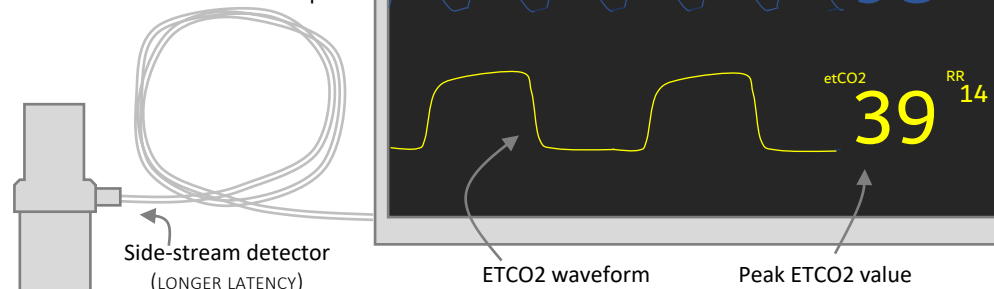 etCO2
39
RR
14
Side-stream detector
(LONGER LATENCY)
ETCO2 waveform
Peak ETCO2 value